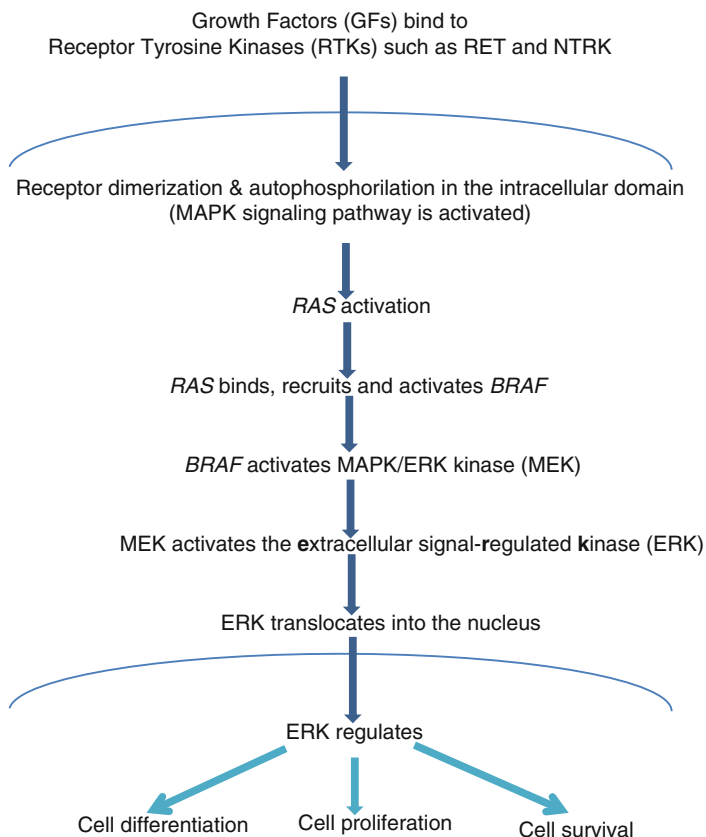 Growth Factors (GFs) bind to
Receptor Tyrosine Kinases (RTKs) such as RET and NTRK
Receptor dimerization & autophosphorilation in the intracellular domain
(MAPK signaling pathway is activated)
RAS activation
RAS binds, recruits and activates BRAF
BRAF activates MAPK/ERK kinase (MEK)
MEK activates the extracellular signal-regulated kinase (ERK)
ERK translocates into the nucleus
ERK regulates
Cell differentiation
Cell proliferation
Cell survival